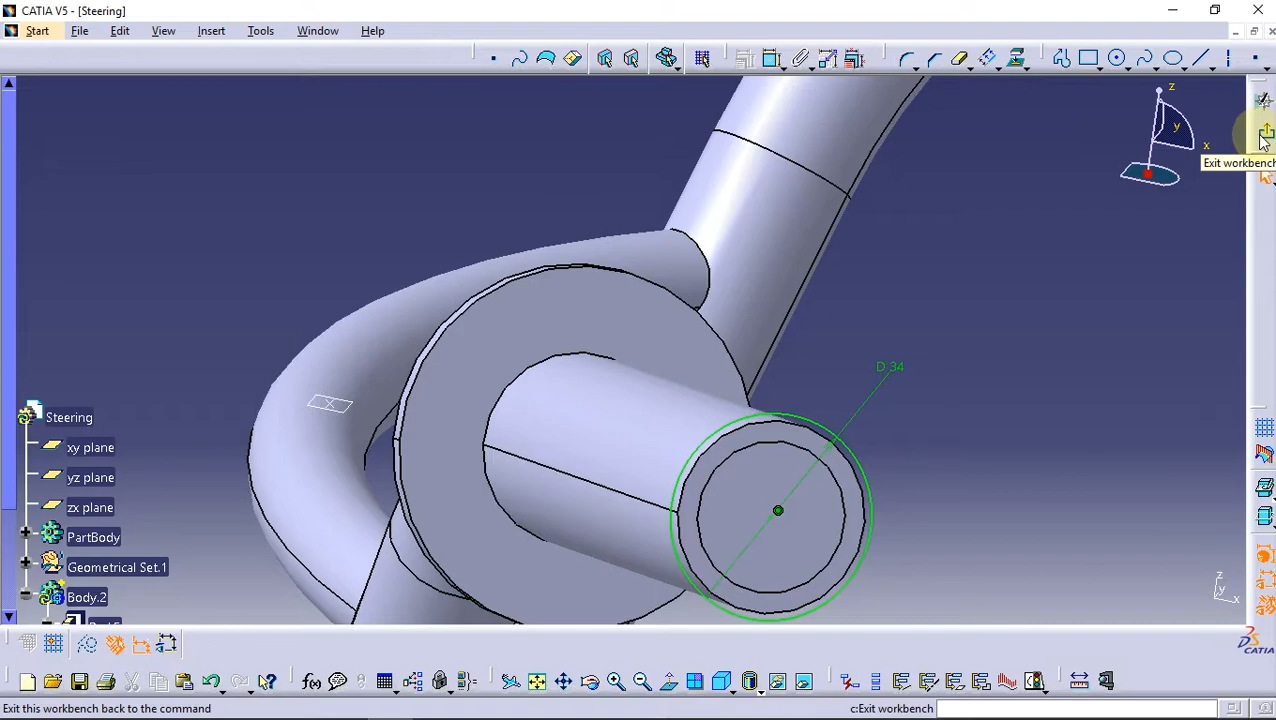 CATIA V5 - [Steering]
Start File Edit View Insert Tools Window Help
z
y
x
Exit workbench
D 34
Steering
xy plane
yz plane
zx plane
PartBody
Geometrical Set.1
Body.2
z
x
CATIA
f(x)
Exit this workbench back to the command c:Exit workbench